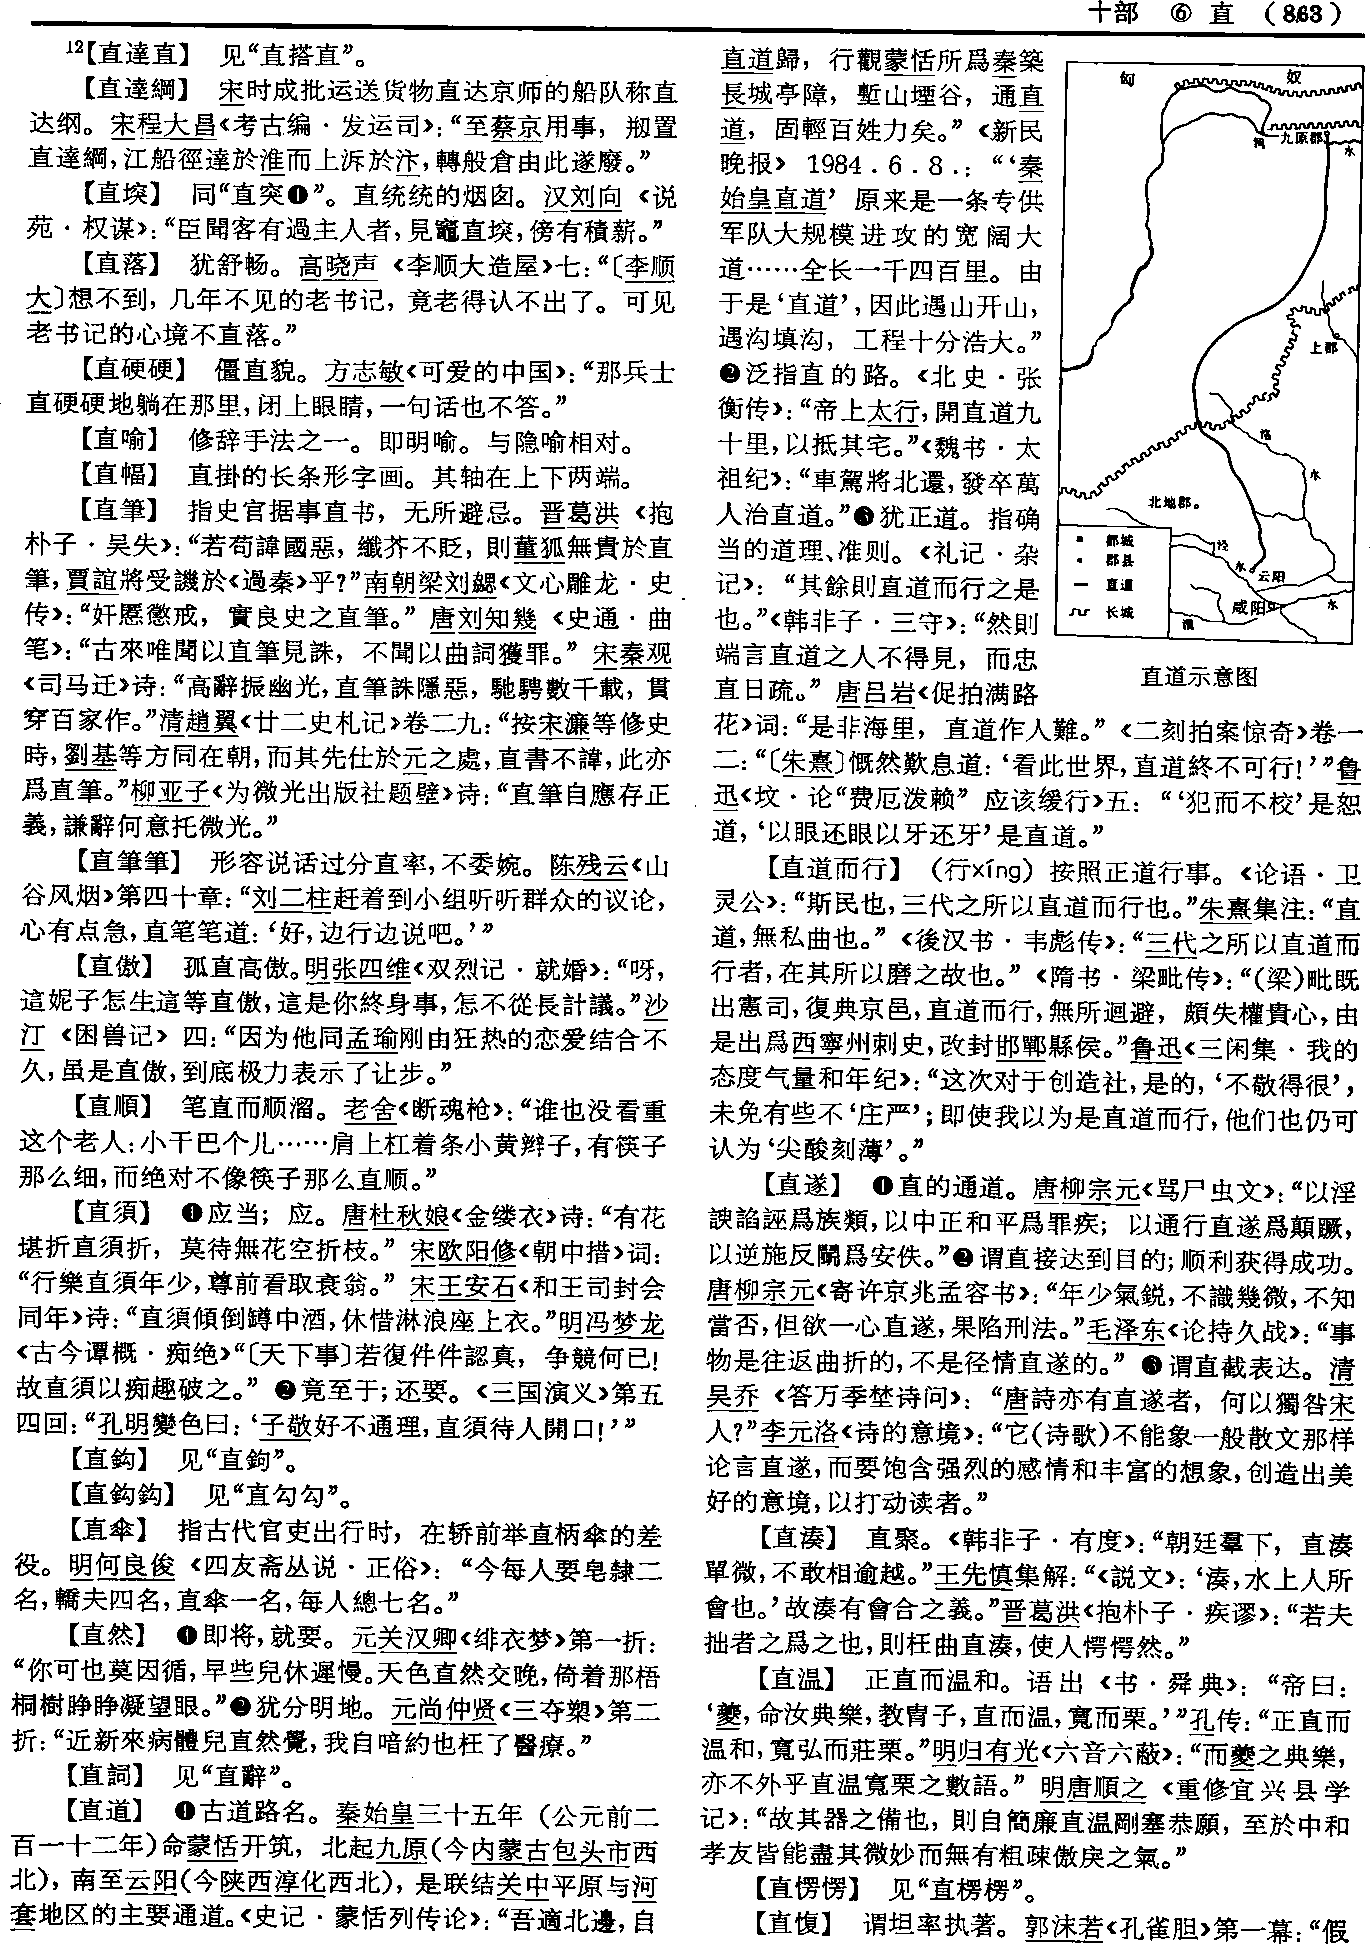 十部 ⑥ 直 (863)
12【直達直】 见“直搭直”。
【直達綱】 宋时成批运送货物直达京师的船队称直
达纲。宋程大昌《考古编·发运司》：“至蔡京用事，剏置
直達綱，江船徑達於淮而上泝於汴，轉般倉由此遂廢。”
【直堗】 同“直突❶”。直统统的烟囱。汉刘向《说
苑·权谋》：“臣聞客有過主人者，見竈直堗，傍有積薪。”
【直落】 犹舒畅。高晓声《李顺大造屋》七：“〔李顺
大〕想不到，几年不见的老书记，竟老得认不出了。可见
老书记的心境不直落。”
【直硬硬】 僵直貌。方志敏《可爱的中国》：“那兵士
直硬硬地躺在那里，闭上眼睛，一句话也不答。”
【直喻】 修辞手法之一。即明喻。与隐喻相对。
【直幅】 直掛的长条形字画。其轴在上下两端。
【直筆】 指史官据事直书，无所避忌。晋葛洪《抱
朴子·吴失》：“若苟諱國惡，纖芥不貶，則董狐無貴於直
筆，賈誼將受譏於《過秦》乎？”南朝梁刘勰《文心雕龙·史
传》：“奸慝懲戒，實良史之直筆。”唐刘知幾《史通·曲
笔》：“古來唯聞以直筆見誅，不聞以曲詞獲罪。”宋秦观
《司马迁》诗：“高辭振幽光，直筆誅隱惡，馳騁數千載，貫
穿百家作。”清趙翼《廿二史札记》卷二九：“按宋濂等修史
時，劉基等方同在朝，而其先仕於元之處，直書不諱，此亦
爲直筆。”柳亚子《为微光出版社题壁》诗：“直筆自應存正
義，謙辭何意托微光。”
【直筆筆】 形容说话过分直率，不委婉。陈残云《山
谷风烟》第四十章：“刘二柱赶着到小组听听群众的议论，
心有点急，直笔笔道：‘好，边行边说吧。’”
【直傲】 孤直高傲。明张四维《双烈记·就婚》：“呀，
這妮子怎生這等直傲，這是你終身事，怎不從長計議。”沙
汀《困兽记》四：“因为他同孟瑜刚由狂热的恋爱结合不
久，虽是直傲，到底极力表示了让步。”
【直順】 笔直而顺溜。老舍《断魂枪》：“谁也没看重
这个老人：小干巴个儿……肩上杠着条小黄辫子，有筷子
那么细，而绝对不像筷子那么直顺。”
【直須】 ❶应当；应。唐杜秋娘《金缕衣》诗：“有花
堪折直須折，莫待無花空折枝。”宋欧阳修《朝中措》词：
“行樂直須年少，尊前看取衰翁。”宋王安石《和王司封会
同年》诗：“直須傾倒罇中酒，休惜淋浪座上衣。”明冯梦龙
《古今谭概·痴绝》“〔天下事〕若復件件認真，争競何已！
故直須以痴趣破之。”❷竟至于；还要。《三国演义》第五
四回：“孔明變色曰：‘子敬好不通理，直須待人開口！’”
【直鈎】 见“直鉤”。
【直鈎鈎】 见“直勾勾”。
【直傘】 指古代官吏出行时，在轿前举直柄傘的差
役。明何良俊《四友斋丛说·正俗》：“今每人要皂隸二
名，轎夫四名，直傘一名，每人總七名。”
【直然】 ❶即将，就要。元关汉卿《绯衣梦》第一折：
“你可也莫因循，早些兒休遲慢。天色直然交晚，倚着那梧
桐樹睁睁凝望眼。”❷犹分明地。元尚仲贤《三夺槊》第二
折：“近新來病體兒直然覺，我自喑約也枉了醫療。”
【直詞】 见“直辭”。
【直道】 ❶古道路名。秦始皇三十五年（公元前二
百一十二年）命蒙恬开筑，北起九原（今内蒙古包头市西
北），南至云阳（今陕西淳化西北），是联结关中平原与河
套地区的主要通道。《史记·蒙恬列传论》：“吾適北邊，自
直道歸，行觀蒙恬所爲秦築
長城亭障，塹山堙谷，通直
道，固輕百姓力矣。”《新民
晚报》1984.6.8.：“‘秦
始皇直道’原来是一条专供
军队大规模进攻的宽阔大
道……全长一千四百里。由
于是‘直道’，因此遇山开山，
遇沟填沟，工程十分浩大。”
❷泛指直的路。《北史·张
衡传》：“帝上太行，開直道九
十里，以抵其宅。”《魏书·太
祖纪》：“車駕將北還，發卒萬
人治直道。”❸犹正道。指确
当的道理、准则。《礼记·杂
记》：“其餘則直道而行之是
也。”《韩非子·三守》：“然則
端言直道之人不得見，而忠
直日疏。”唐吕岩《促拍满路
花》词：“是非海里，直道作人難。”《二刻拍案惊奇》卷一
二：“〔朱熹〕慨然歎息道：‘看此世界，直道終不可行！’”鲁
迅《坟·论“费厄泼赖”应该缓行》五：“‘犯而不校’是恕
道，‘以眼还眼以牙还牙’是直道。”
匈 奴
河
九原郡
水
上郡
洛
水
北地郡
泾
水
云阳
咸阳
水
渭
都城
郡县
直道
长城
直道示意图
【直道而行】（行xíng）按照正道行事。《论语·卫
灵公》：“斯民也，三代之所以直道而行也。”朱熹集注：“直
道，無私曲也。”《後汉书·韦彪传》：“三代之所以直道而
行者，在其所以磨之故也。”《隋书·梁毗传》：“（梁）毗既
出憲司，復典京邑，直道而行，無所迴避，頗失權貴心，由
是出爲西寧州刺史，改封邯鄲縣侯。”鲁迅《三闲集·我的
态度气量和年纪》：“这次对于创造社，是的，‘不敬得很’，
未免有些不‘庄严’；即使我以为是直道而行，他们也仍可
认为‘尖酸刻薄’。”
【直遂】 ❶直的通道。唐柳宗元《骂尸虫文》：“以淫
諛諂誣爲族類，以中正和平爲罪疾；以通行直遂爲顛蹶，
以逆施反鬭爲安佚。”❷谓直接达到目的；顺利获得成功。
唐柳宗元《寄许京兆孟容书》：“年少氣鋭，不識幾微，不知
當否，但欲一心直遂，果陷刑法。”毛泽东《论持久战》：“事
物是往返曲折的，不是径情直遂的。”❸谓直截表达。清
吴乔《答万季埜诗问》：“唐詩亦有直遂者，何以獨咎宋
人？”李元洛《诗的意境》：“它（诗歌）不能象一般散文那样
论言直遂，而要饱含强烈的感情和丰富的想象，创造出美
好的意境，以打动读者。”
【直湊】 直聚。《韩非子·有度》：“朝廷羣下，直湊
單微，不敢相逾越。”王先慎集解：“《説文》：‘湊，水上人所
會也。’故湊有會合之義。”晋葛洪《抱朴子·疾谬》：“若夫
拙者之爲之也，則枉曲直湊，使人愕愕然。”
【直温】 正直而温和。语出《书·舜典》：“帝曰：
‘夔，命汝典樂，教胄子，直而温，寬而栗。’”孔传：“正直而
温和，寬弘而莊栗。”明归有光《六音六蔽》：“而夔之典樂，
亦不外乎直温寬栗之數語。”明唐順之《重修宜兴县学
记》：“故其器之備也，則自簡廉直温剛塞恭願，至於中和
孝友皆能盡其微妙而無有粗疎傲戾之氣。”
【直愣愣】 见“直楞楞”。
【直愎】 谓坦率执著。郭沫若《孔雀胆》第一幕：“假